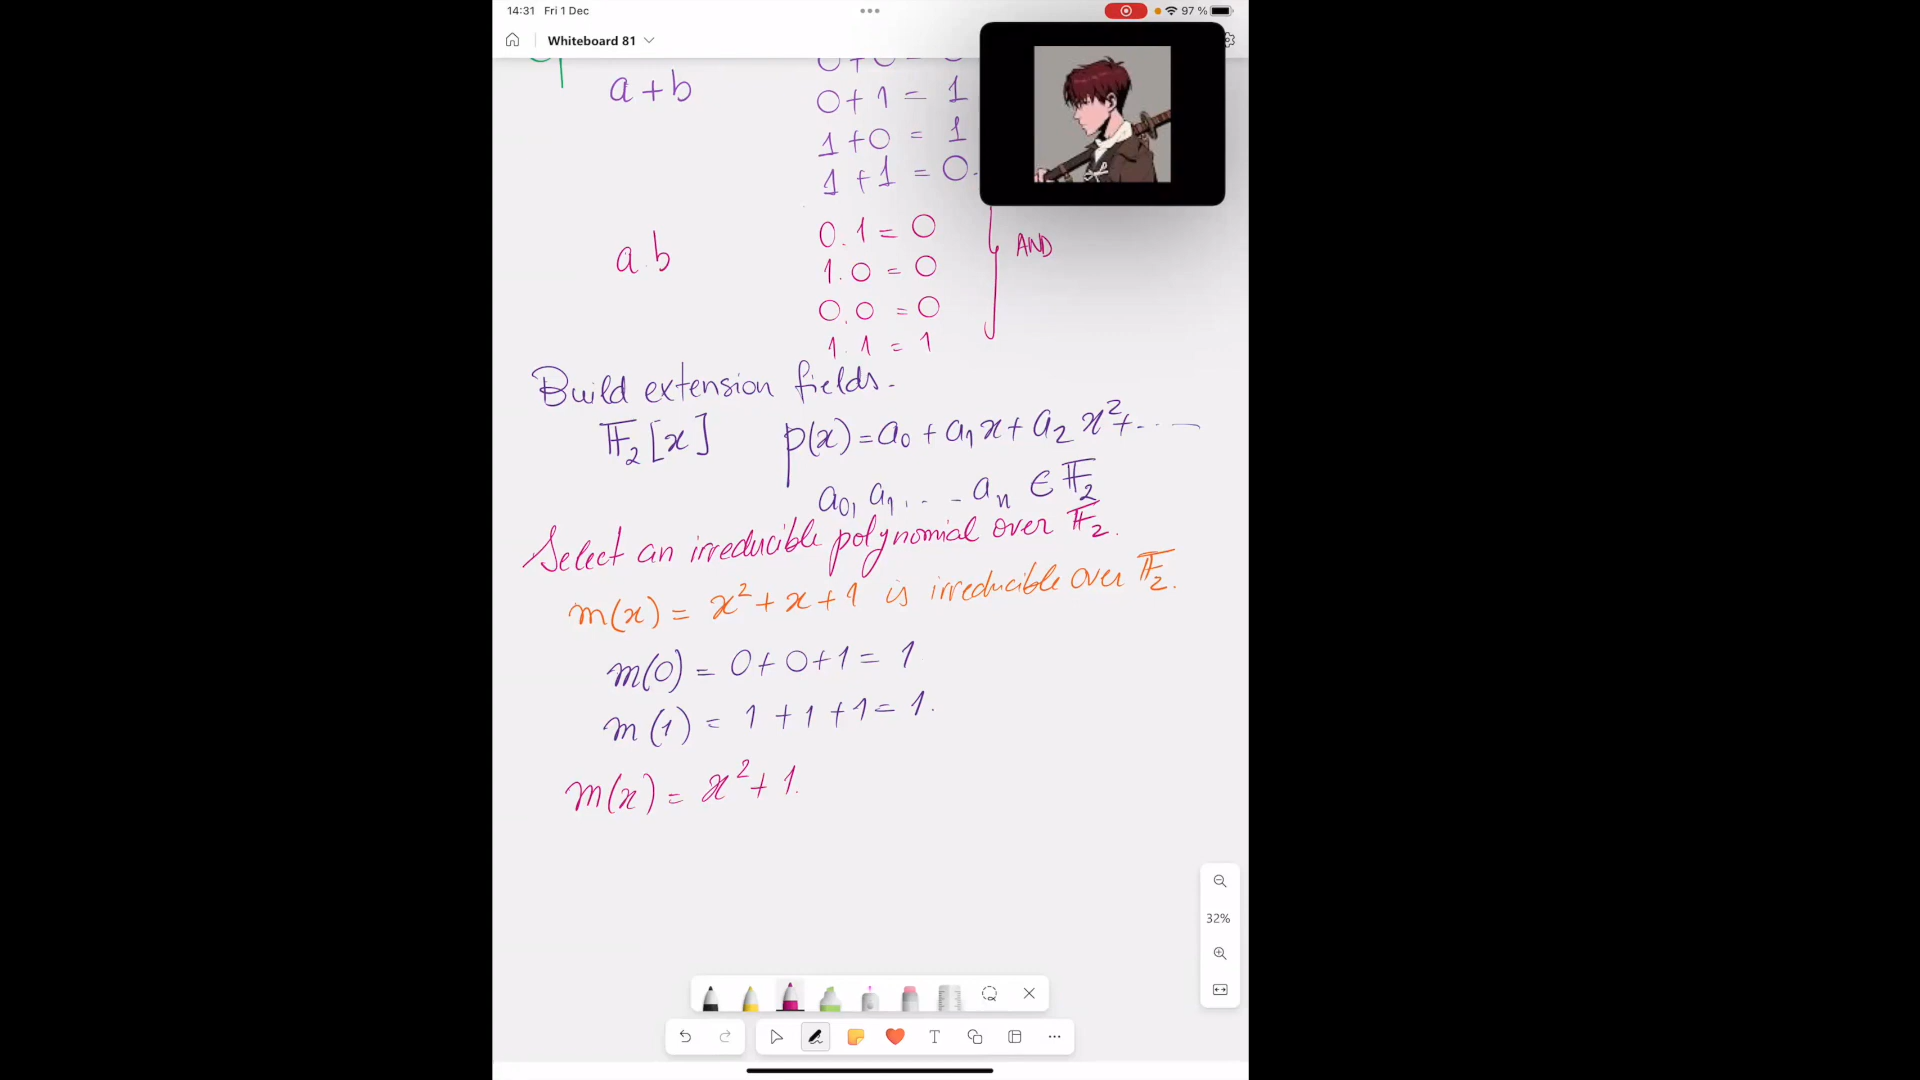 14:31 Fri 1 Dec 97 %
Whiteboard 81
a+b
0+1 = 1
1+0 = 1
1+1 = 0.
a.b
0.1 = 0
1.0 = 0
0.0 = 0
1.1 = 1
AND
Build extension fields.
𝔽₂[x] p(x) = a₀ + a₁x + a₂x² + ....
a₀, a₁, ... aₙ ∈ 𝔽₂
Select an irreducible polynomial over 𝔽₂.
m(x) = x² + x + 1 is irreducible over 𝔽₂.
m(0) = 0+0+1 = 1
m(1) = 1+1+1 = 1.
m(x) = x² + 1.
32%